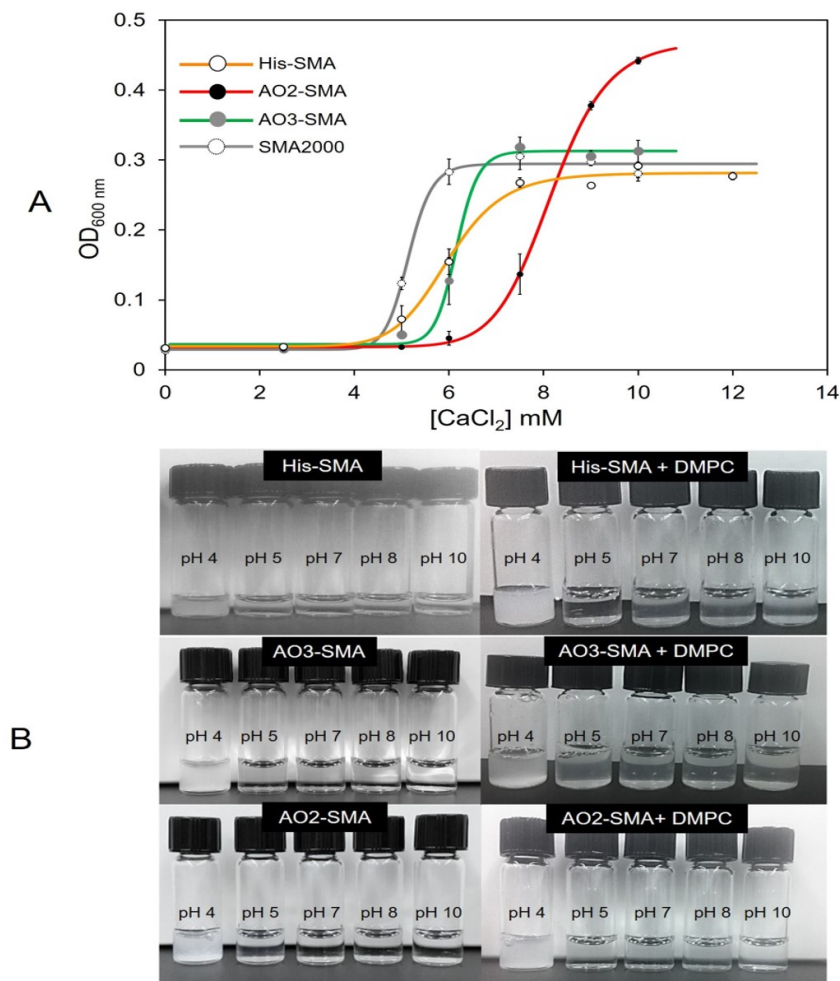 A
0.5
0.4
0.3
0.2
0.1
0
OD600 nm
His-SMA
AO2-SMA
AO3-SMA
SMA2000
0 2 4 6 8 10 12 14
[CaCl2] mM
B
His-SMA
pH 4 pH 5 pH 7 pH 8 pH 10
His-SMA + DMPC
pH 4 pH 5 pH 7 pH 8 pH 10
AO3-SMA
pH 4 pH 5 pH 7 pH 8 pH 10
AO3-SMA + DMPC
pH 4 pH 5 pH 7 pH 8 pH 10
AO2-SMA
pH 4 pH 5 pH 7 pH 8 pH 10
AO2-SMA+ DMPC
pH 4 pH 5 pH 7 pH 8 pH 10